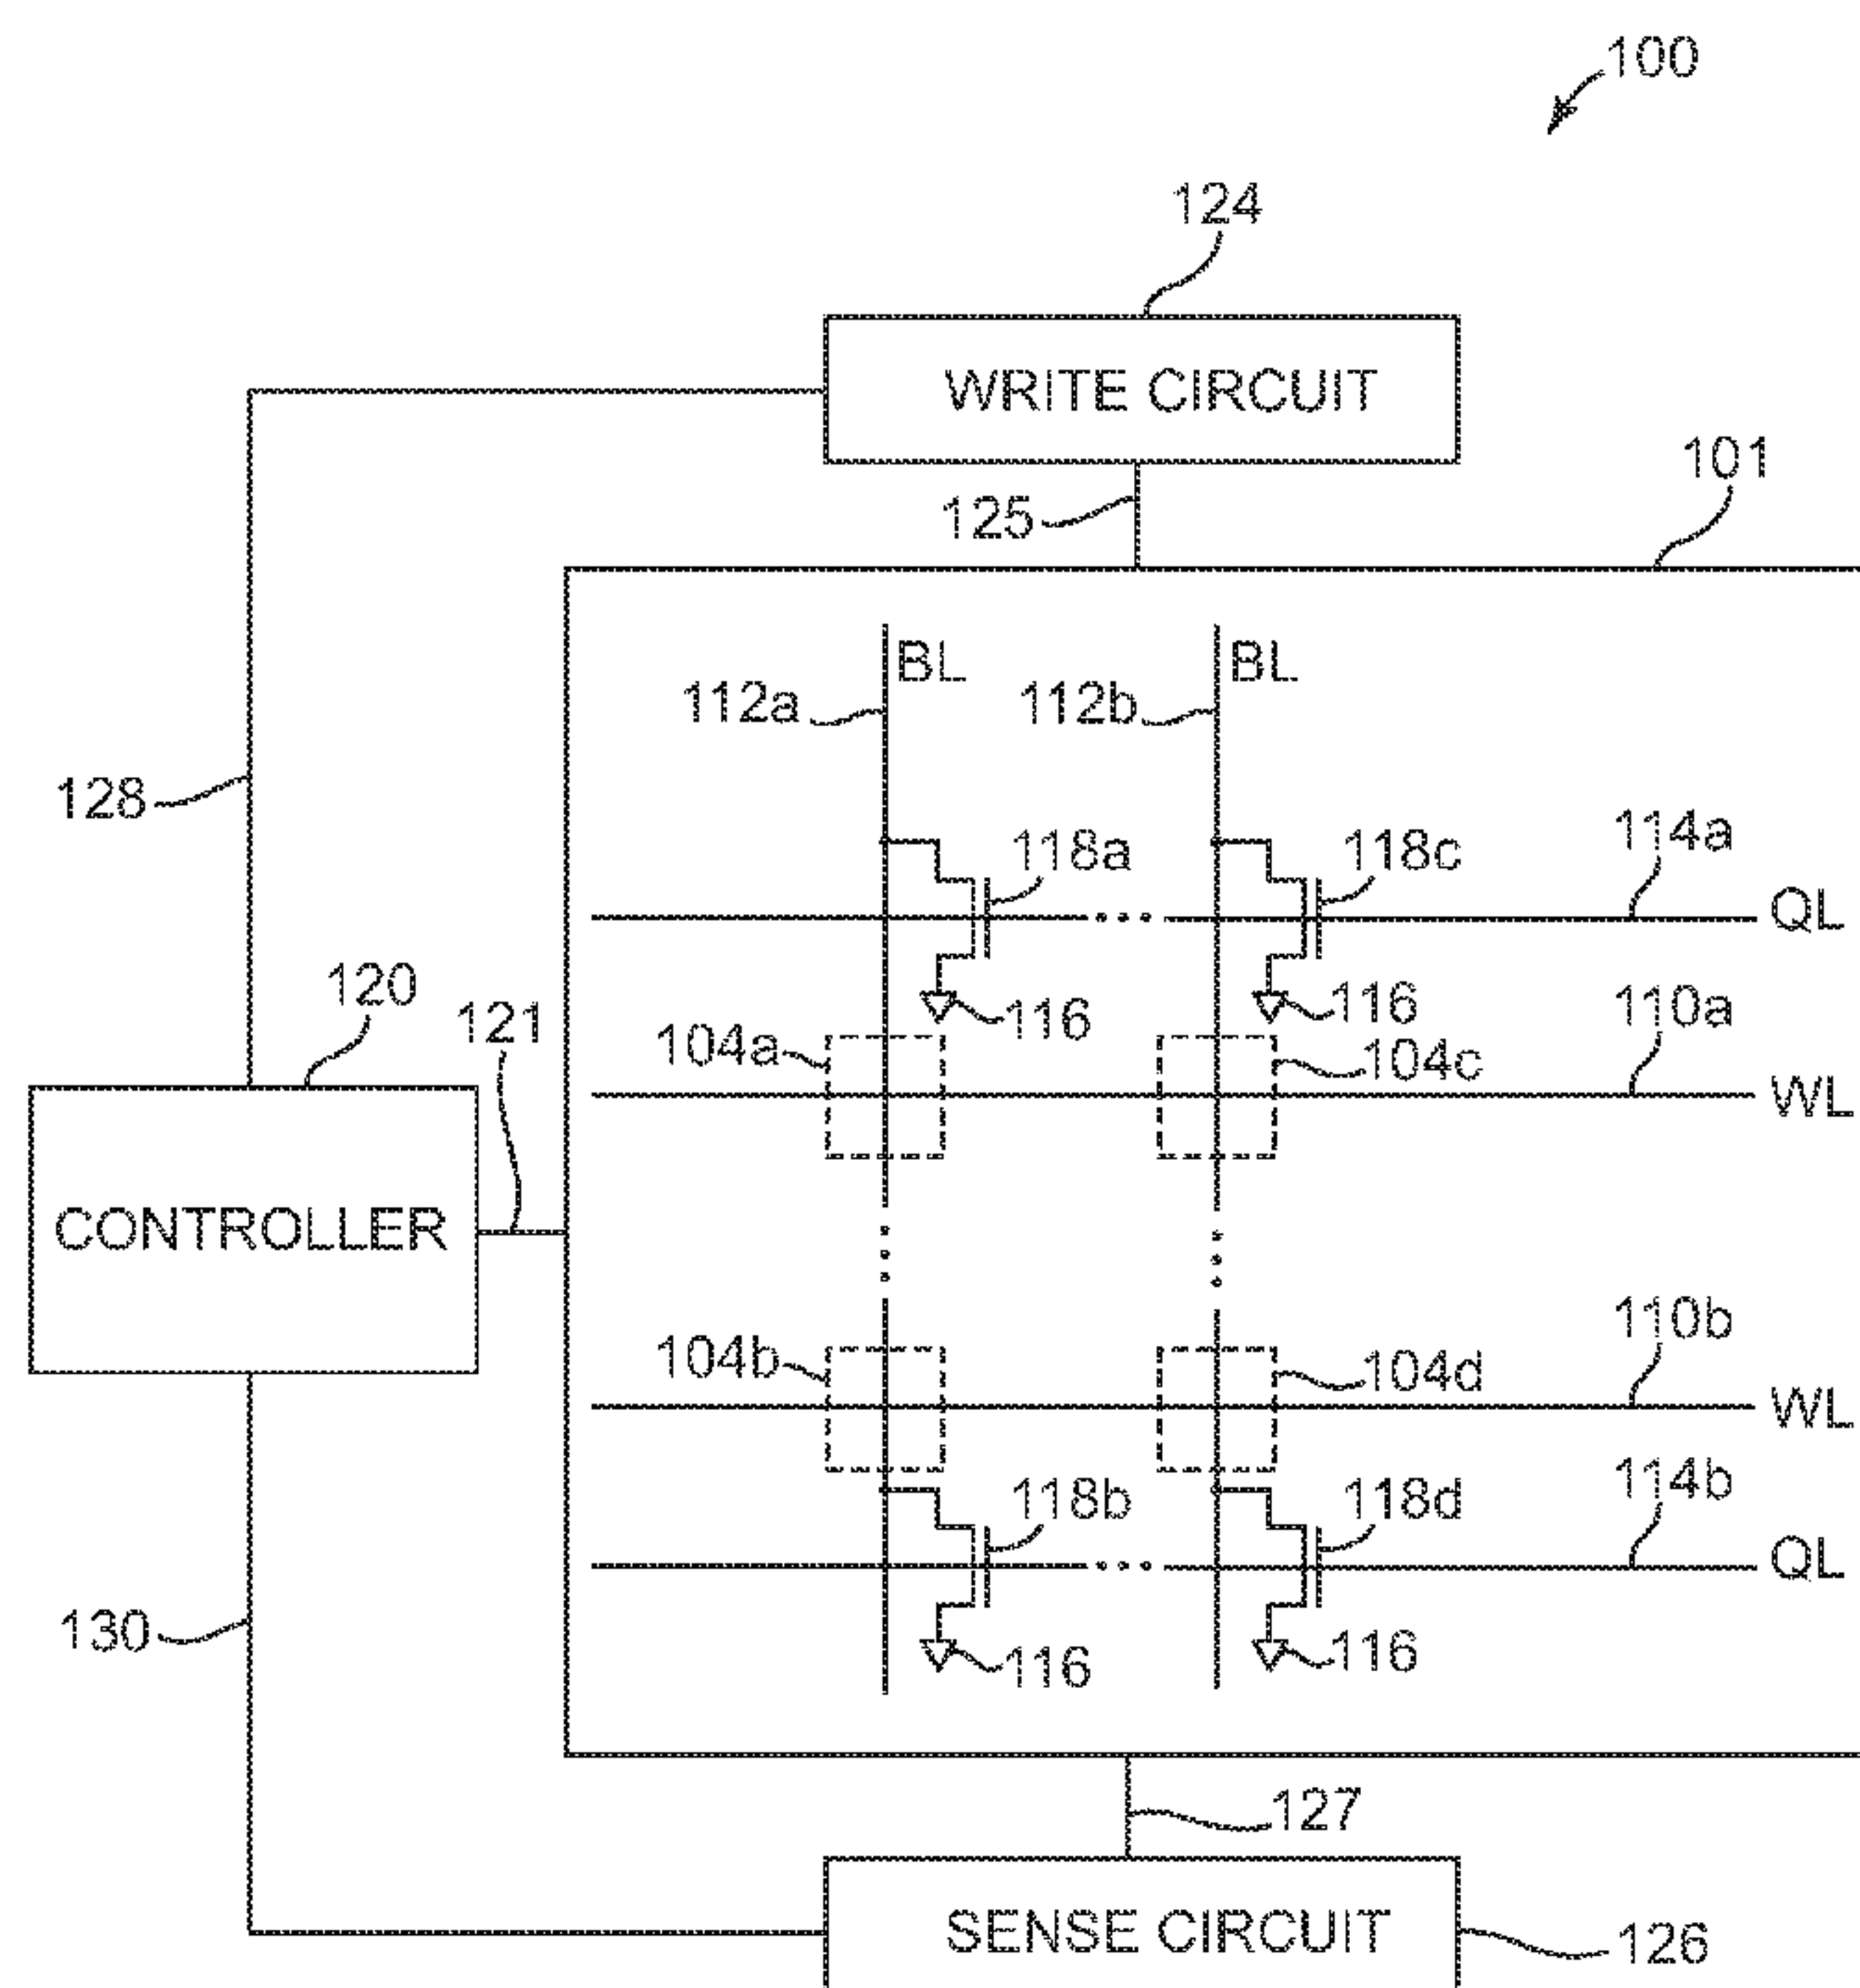 100
124
WRITE CIRCUIT
101
125
BL
BL
112a
112b
128
118a
118c
114a
QL
120
121
116
116
110a
104a
104c
WL
CONTROLLER
110b
104b
104d
WL
118b
118d
114b
QL
130
116
116
127
SENSE CIRCUIT
126